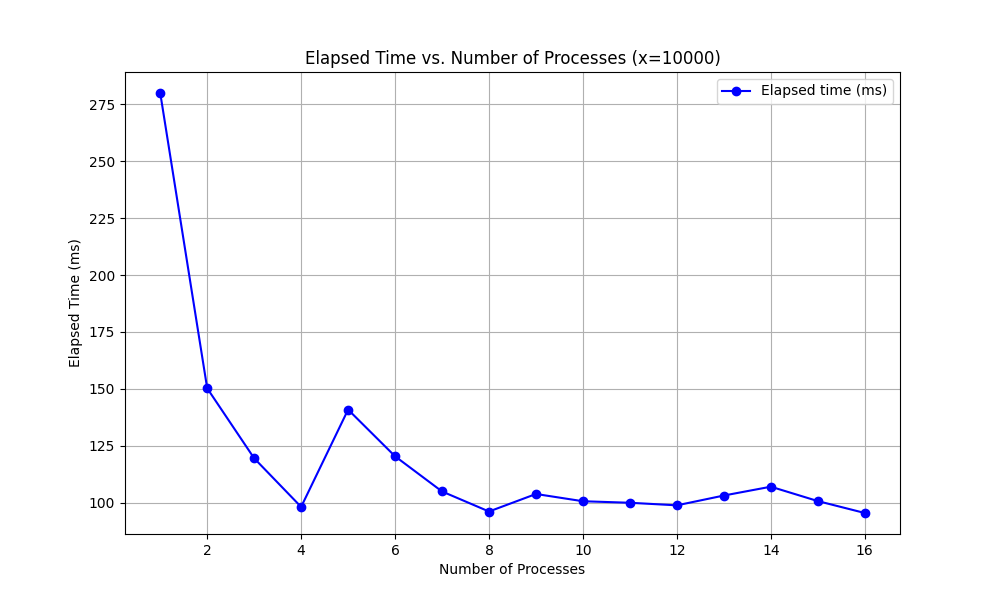 Elapsed Time vs. Number of Processes (x=10000)
Elapsed time (ms)
275
250
225
200
175
150
125
100
Elapsed Time (ms)
2 4 6 8 10 12 14 16
Number of Processes